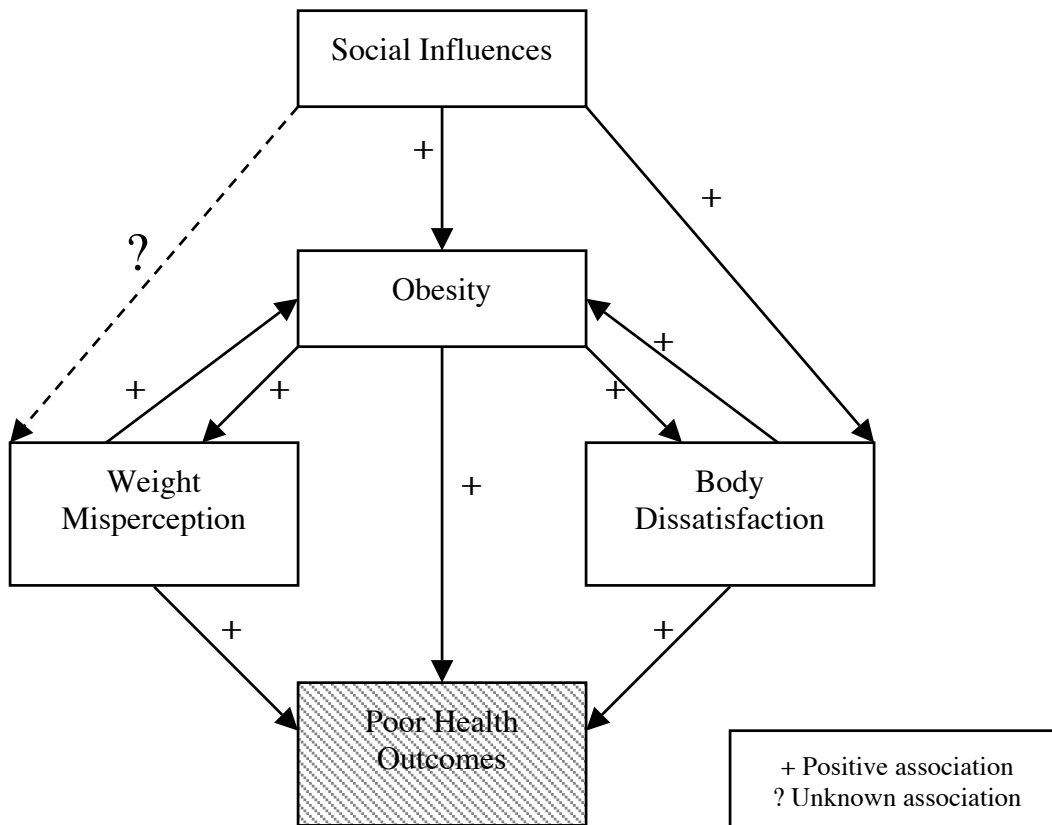 Social Influences
+
+
?
Obesity
+
+
+
+
Weight
Misperception
+
Body
Dissatisfaction
+
+
Poor Health
Outcomes
+ Positive association
? Unknown association